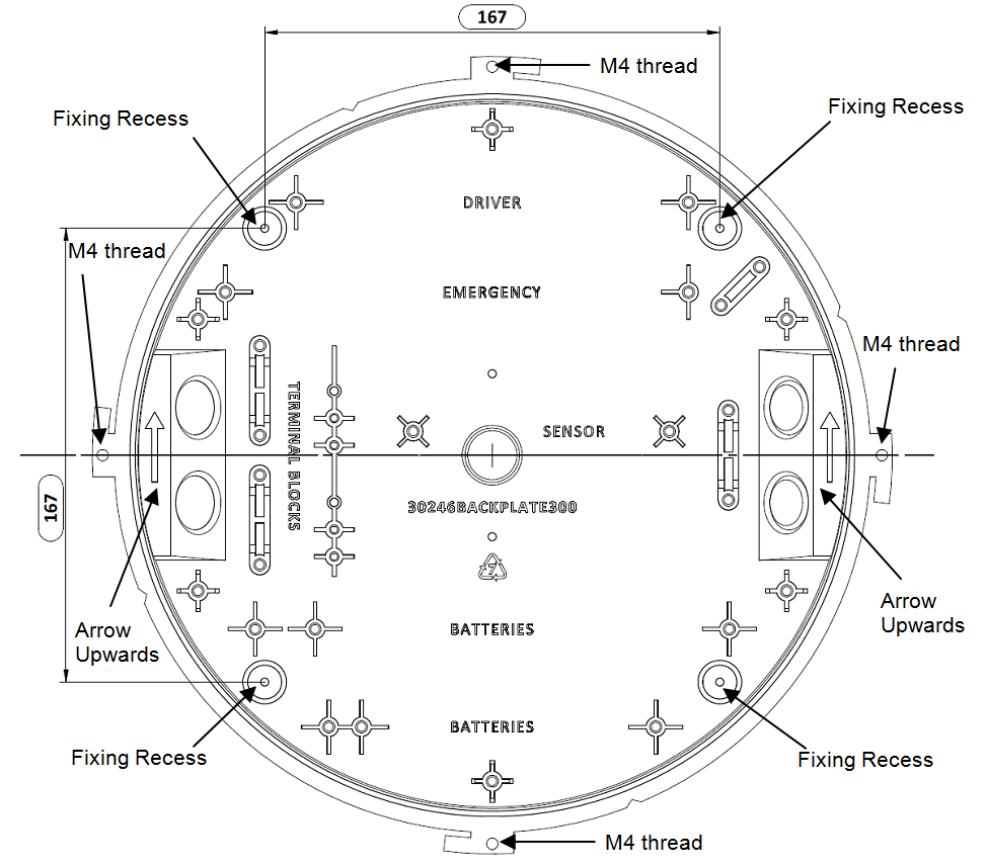 167
M4 thread
Fixing Recess
Fixing Recess
DRIVER
M4 thread
EMERGENCY
M4 thread
TERMINAL BLOCKS
SENSOR
167
30246BACKPLATE300
7
Arrow
Upwards
Arrow
Upwards
BATTERIES
BATTERIES
Fixing Recess
Fixing Recess
M4 thread